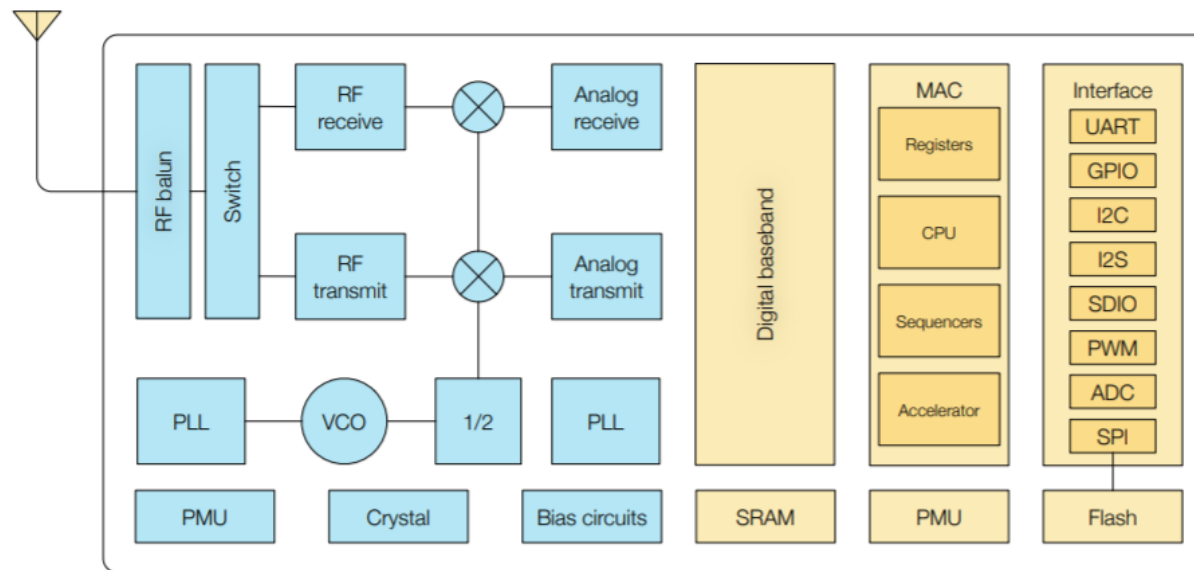 RF balun
Switch
RF
receive
Analog
receive
RF
transmit
Analog
transmit
PLL
VCO
1/2
PLL
PMU
Crystal
Bias circuits
Digital baseband
SRAM
MAC
Registers
CPU
Sequencers
Accelerator
PMU
Interface
UART
GPIO
I2C
I2S
SDIO
PWM
ADC
SPI
Flash